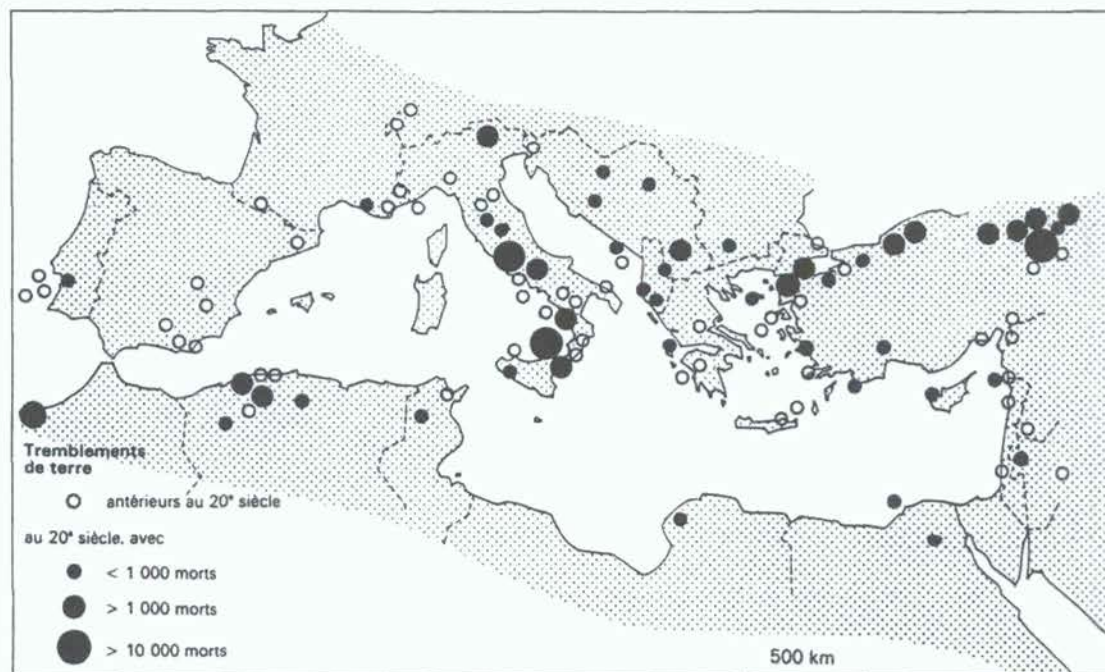 Tremblements
de terre
antérieurs au 20e siècle
au 20e siècle, avec
< 1 000 morts
> 1 000 morts
> 10 000 morts
500 km